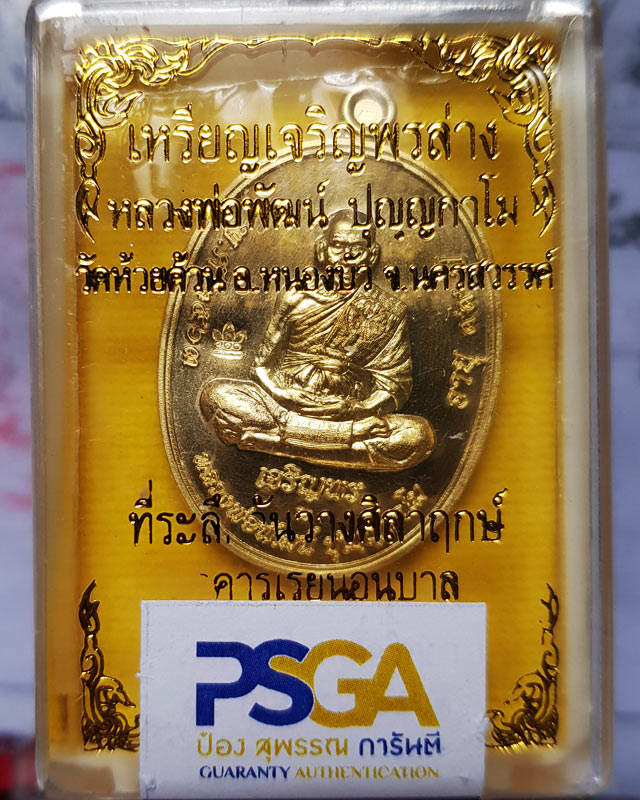 เหรียญเจริญพรล่าง
หลวงพ่อพัฒน์ ปุญญกาโม
วัดห้วยด้วน อ.หนองบัว จ.นครสวรรค์
อายุ
เจริญพร
ที่ระลึก วันวางศิลาฤกษ์
คารเรียนอนุบาล
PSGA
ป๋อง สุพรรณ การันตี
GUARANTY AUTHENTICATION